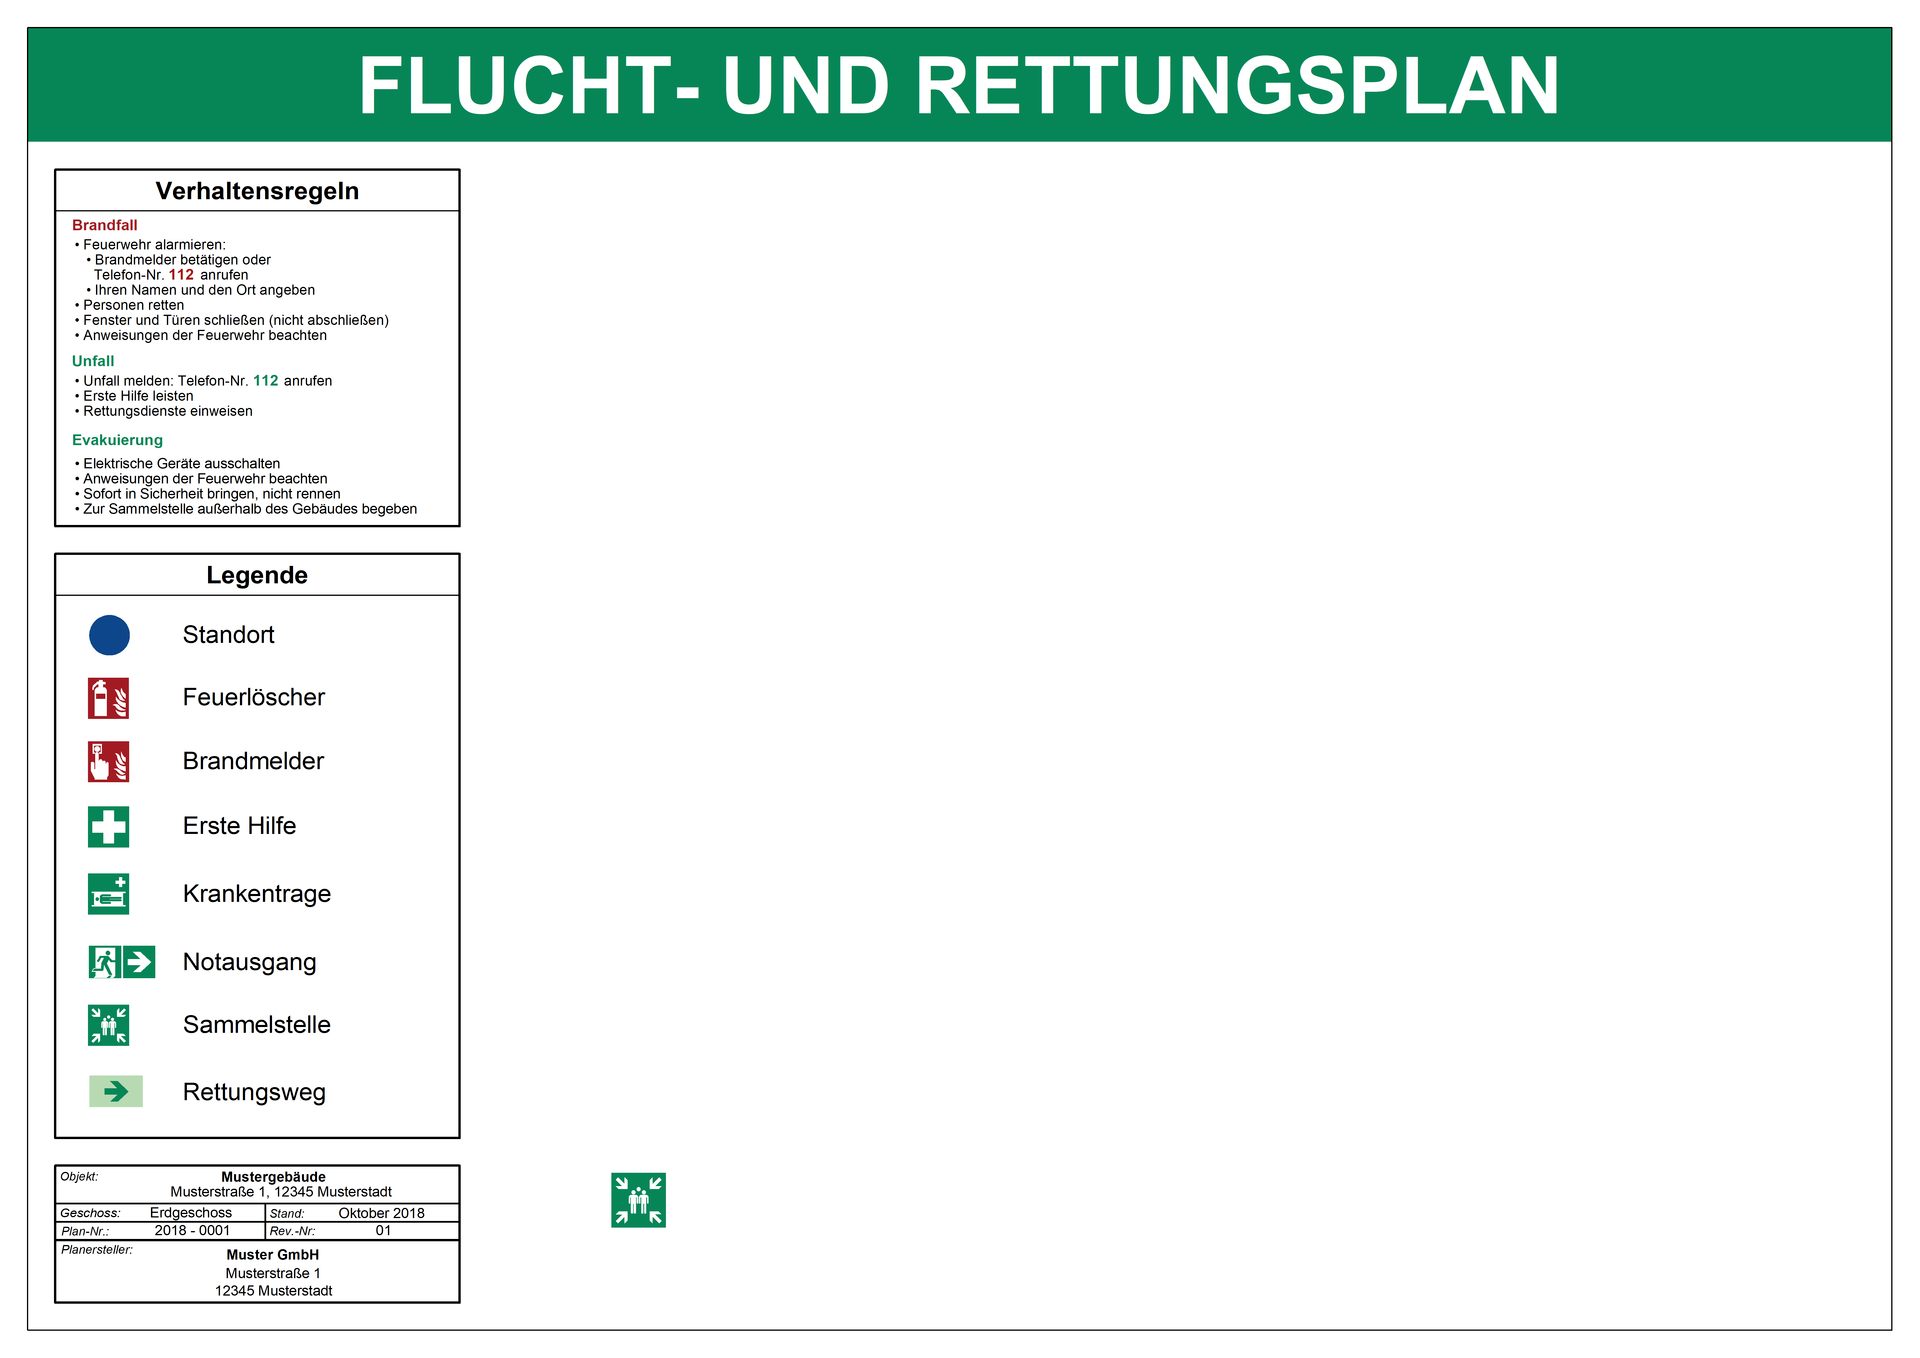 FLUCHT- UND RETTUNGSPLAN
Verhaltensregeln
Brandfall
• Feuerwehr alarmieren:
• Brandmelder betätigen oder
Telefon-Nr. 112 anrufen
• Ihren Namen und den Ort angeben
• Personen retten
• Fenster und Türen schließen (nicht abschließen)
• Anweisungen der Feuerwehr beachten
Unfall
• Unfall melden: Telefon-Nr. 112 anrufen
• Erste Hilfe leisten
• Rettungsdienste einweisen
Evakuierung
• Elektrische Geräte ausschalten
• Anweisungen der Feuerwehr beachten
• Sofort in Sicherheit bringen, nicht rennen
• Zur Sammelstelle außerhalb des Gebäudes begeben
Legende
Standort
Feuerlöscher
Brandmelder
Erste Hilfe
Krankentrage
Notausgang
Sammelstelle
Rettungsweg
Objekt: Mustergebäude
Musterstraße 1, 12345 Musterstadt
Geschoss: Erdgeschoss Stand: Oktober 2018
Plan-Nr.: 2018 - 0001 Rev.-Nr: 01
Planersteller: Muster GmbH
Musterstraße 1
12345 Musterstadt